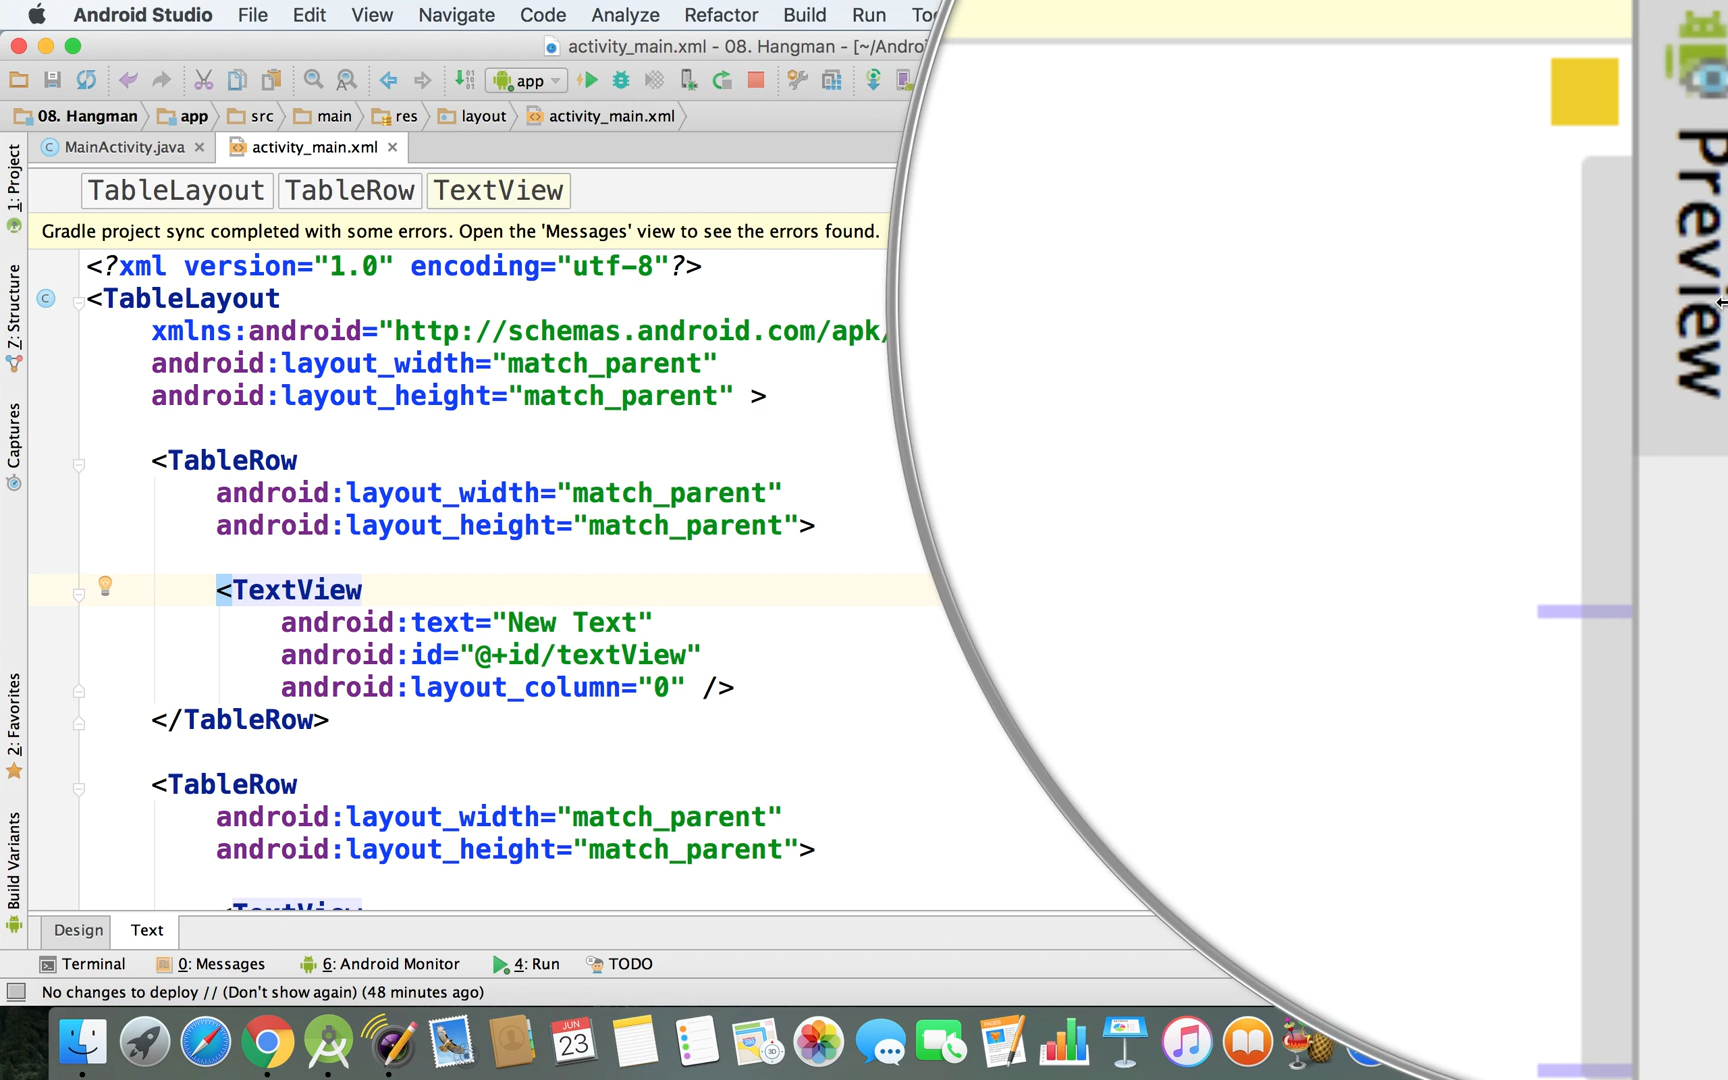 Android Studio File Edit View Navigate Code Analyze Refactor Build Run
activity_main.xml - 08. Hangman - [~/Andro
app
08. Hangman app src main res layout activity_main.xml
MainActivity.java activity_main.xml
TableLayout TableRow TextView
Gradle project sync completed with some errors. Open the 'Messages' view to see the errors found.
<?xml version="1.0" encoding="utf-8"?>
<TableLayout
xmlns:android="http://schemas.android.com/apk/
android:layout_width="match_parent"
android:layout_height="match_parent" >
<TableRow
android:layout_width="match_parent"
android:layout_height="match_parent">
<TextView
android:text="New Text"
android:id="@+id/textView"
android:layout_column="0" />
</TableRow>
<TableRow
android:layout_width="match_parent"
android:layout_height="match_parent">
1: Project
7: Structure
Captures
2: Favorites
Build Variants
Preview
Design Text
Terminal 0: Messages 6: Android Monitor 4: Run TODO
No changes to deploy // (Don't show again) (48 minutes ago)
JUN
23